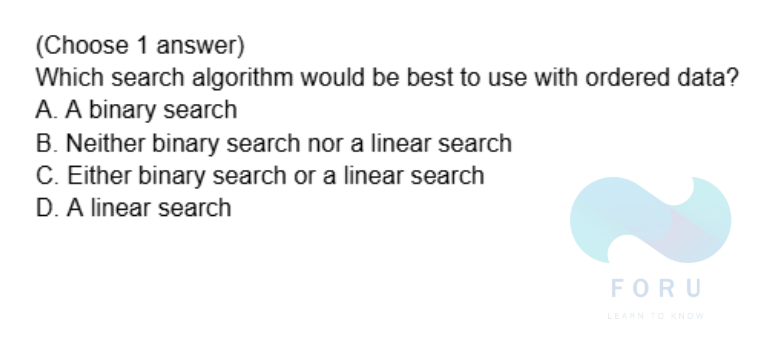 (Choose 1 answer)
Which search algorithm would be best to use with ordered data?
A. A binary search
B. Neither binary search nor a linear search
C. Either binary search or a linear search
D. A linear search
FORU
LEARN TO KNOW